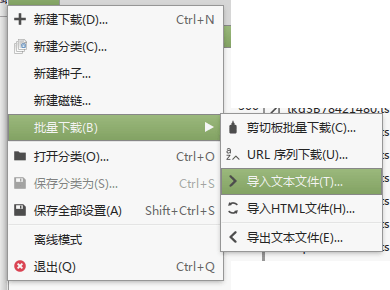 新建下载(D)... Ctrl+N
新建分类(C)...
新建种子...
新建磁链...
批量下载(B)
打开分类(O)... Ctrl+O
保存分类为(S)... Ctrl+S
保存全部设置(A) Shift+Ctrl+S
离线模式
退出(Q) Ctrl+Q
剪切板批量下载(C)...
URL 序列下载(U)...
导入文本文件(T)...
导入HTML文件(H)...
导出文本文件(E)...